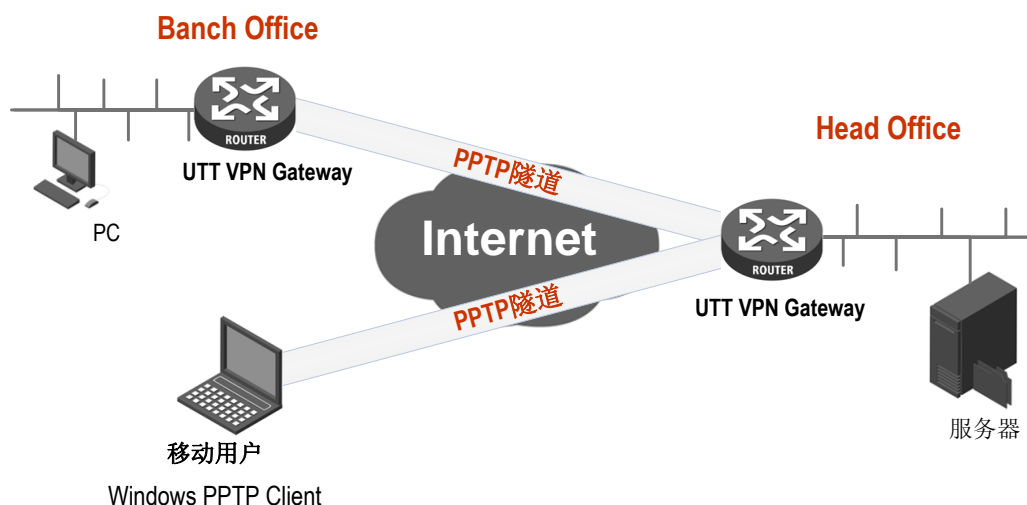 Banch Office
ROUTER
UTT VPN Gateway
PC
Head Office
PPTP隧道
Internet
ROUTER
UTT VPN Gateway
PPTP隧道
移动用户
Windows PPTP Client
服务器